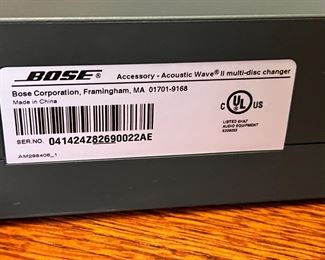 BOSE® Accessory - Acoustic Wave® II multi-disc changer
Bose Corporation, Framingham, MA 01701-9168
Made in China
C UL® US
LISTED 6HA7
AUDIO EQUIPMENT
SER.NO. 041424Z82690022AE
AM298406_1